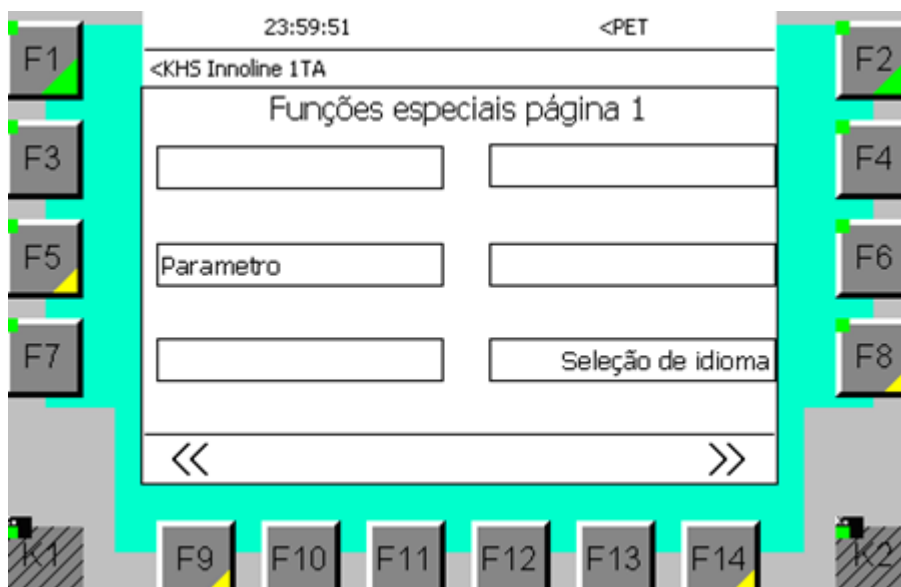 23:59:51 <PET
F1 F2
<KHS Innoline 1TA
Funções especiais página 1
F3 F4
F5 Parametro F6
F7 Seleção de idioma F8
<< >>
K1 F9 F10 F11 F12 F13 F14 K2